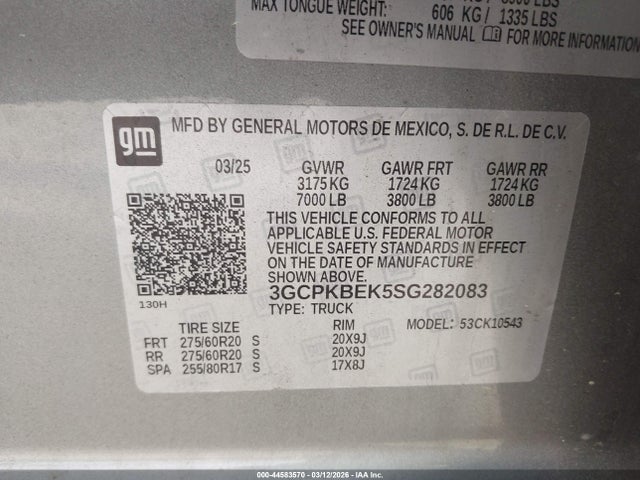 MAX TONGUE WEIGHT: 606 KG / 1335 LBS
SEE OWNER'S MANUAL FOR MORE INFORMATION
gm
MFD BY GENERAL MOTORS DE MEXICO, S. DE R.L. DE C.V.
03/25 GVWR GAWR FRT GAWR RR
3175 KG 1724 KG 1724 KG
7000 LB 3800 LB 3800 LB
THIS VEHICLE CONFORMS TO ALL
APPLICABLE U.S. FEDERAL MOTOR
VEHICLE SAFETY STANDARDS IN EFFECT
ON THE DATE OF MANUFACTURE
SHOWN ABOVE.
3GCPKBEK5SG282083
130H
TYPE: TRUCK
TIRE SIZE RIM MODEL: 53CK10543
FRT 275/60R20 S 20X9J
RR 275/60R20 S 20X9J
SPA 255/80R17 S 17X8J
000-44583570 - 03/12/2026 - IAA Inc.